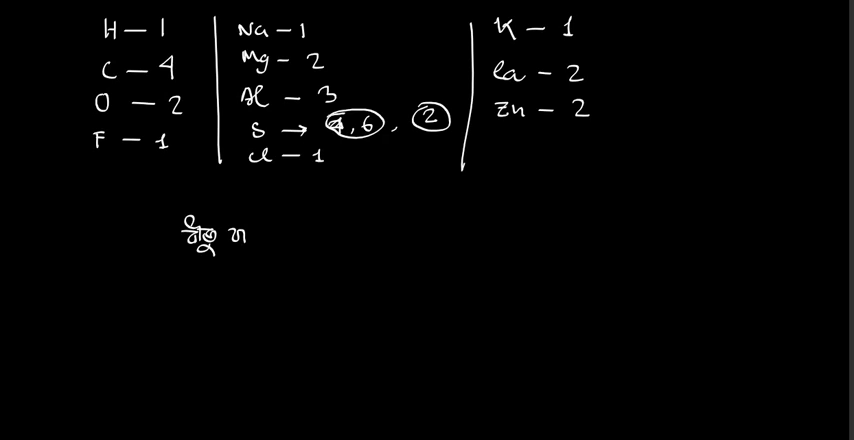 H — 1
C — 4
O — 2
F — 1
Na — 1
Mg — 2
Al — 3
S → 4, 6, 2
Cl — 1
K — 1
Ca — 2
Zn — 2